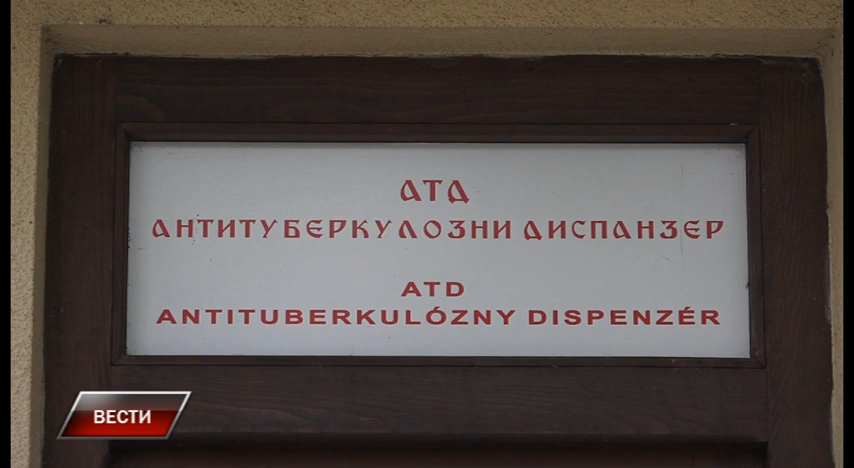 АТД
АНТИТУБЕРКУЛОЗНИ ДИСПАНЗЕР
ATD
ANTITUBERKULÓZNY DISPENZÉR
ВЕСТИ